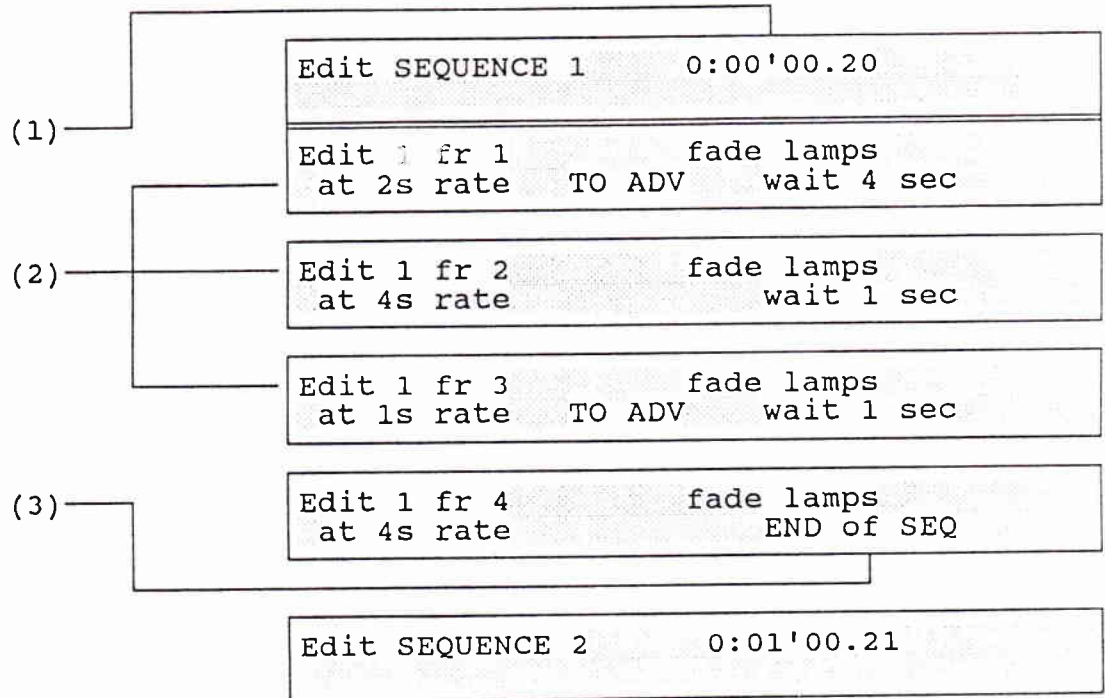 Edit SEQUENCE 1 0:00'00.20
(1)
Edit 1 fr 1 fade lamps
at 2s rate TO ADV wait 4 sec
(2)
Edit 1 fr 2 fade lamps
at 4s rate wait 1 sec
Edit 1 fr 3 fade lamps
at 1s rate TO ADV wait 1 sec
(3)
Edit 1 fr 4 fade lamps
at 4s rate END of SEQ
Edit SEQUENCE 2 0:01'00.21